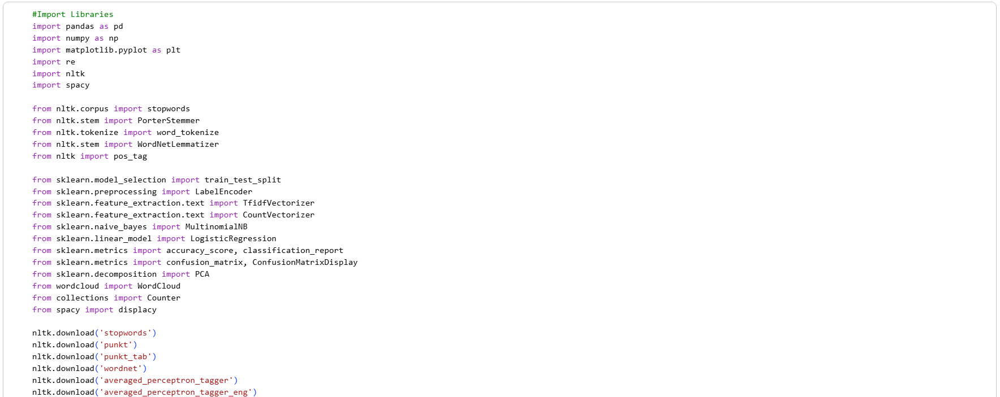 #Import Libraries
import pandas as pd
import numpy as np
import matplotlib.pyplot as plt
import re
import nltk
import spacy
from nltk.corpus import stopwords
from nltk.stem import PorterStemmer
from nltk.tokenize import word_tokenize
from nltk.stem import WordNetLemmatizer
from nltk import pos_tag
from sklearn.model_selection import train_test_split
from sklearn.preprocessing import LabelEncoder
from sklearn.feature_extraction.text import TfidfVectorizer
from sklearn.feature_extraction.text import CountVectorizer
from sklearn.naive_bayes import MultinomialNB
from sklearn.linear_model import LogisticRegression
from sklearn.metrics import accuracy_score, classification_report
from sklearn.metrics import confusion_matrix, ConfusionMatrixDisplay
from sklearn.decomposition import PCA
from wordcloud import WordCloud
from collections import Counter
from spacy import displacy
nltk.download('stopwords')
nltk.download('punkt')
nltk.download('punkt_tab')
nltk.download('wordnet')
nltk.download('averaged_perceptron_tagger')
nltk.download('averaged_perceptron_tagger_eng')